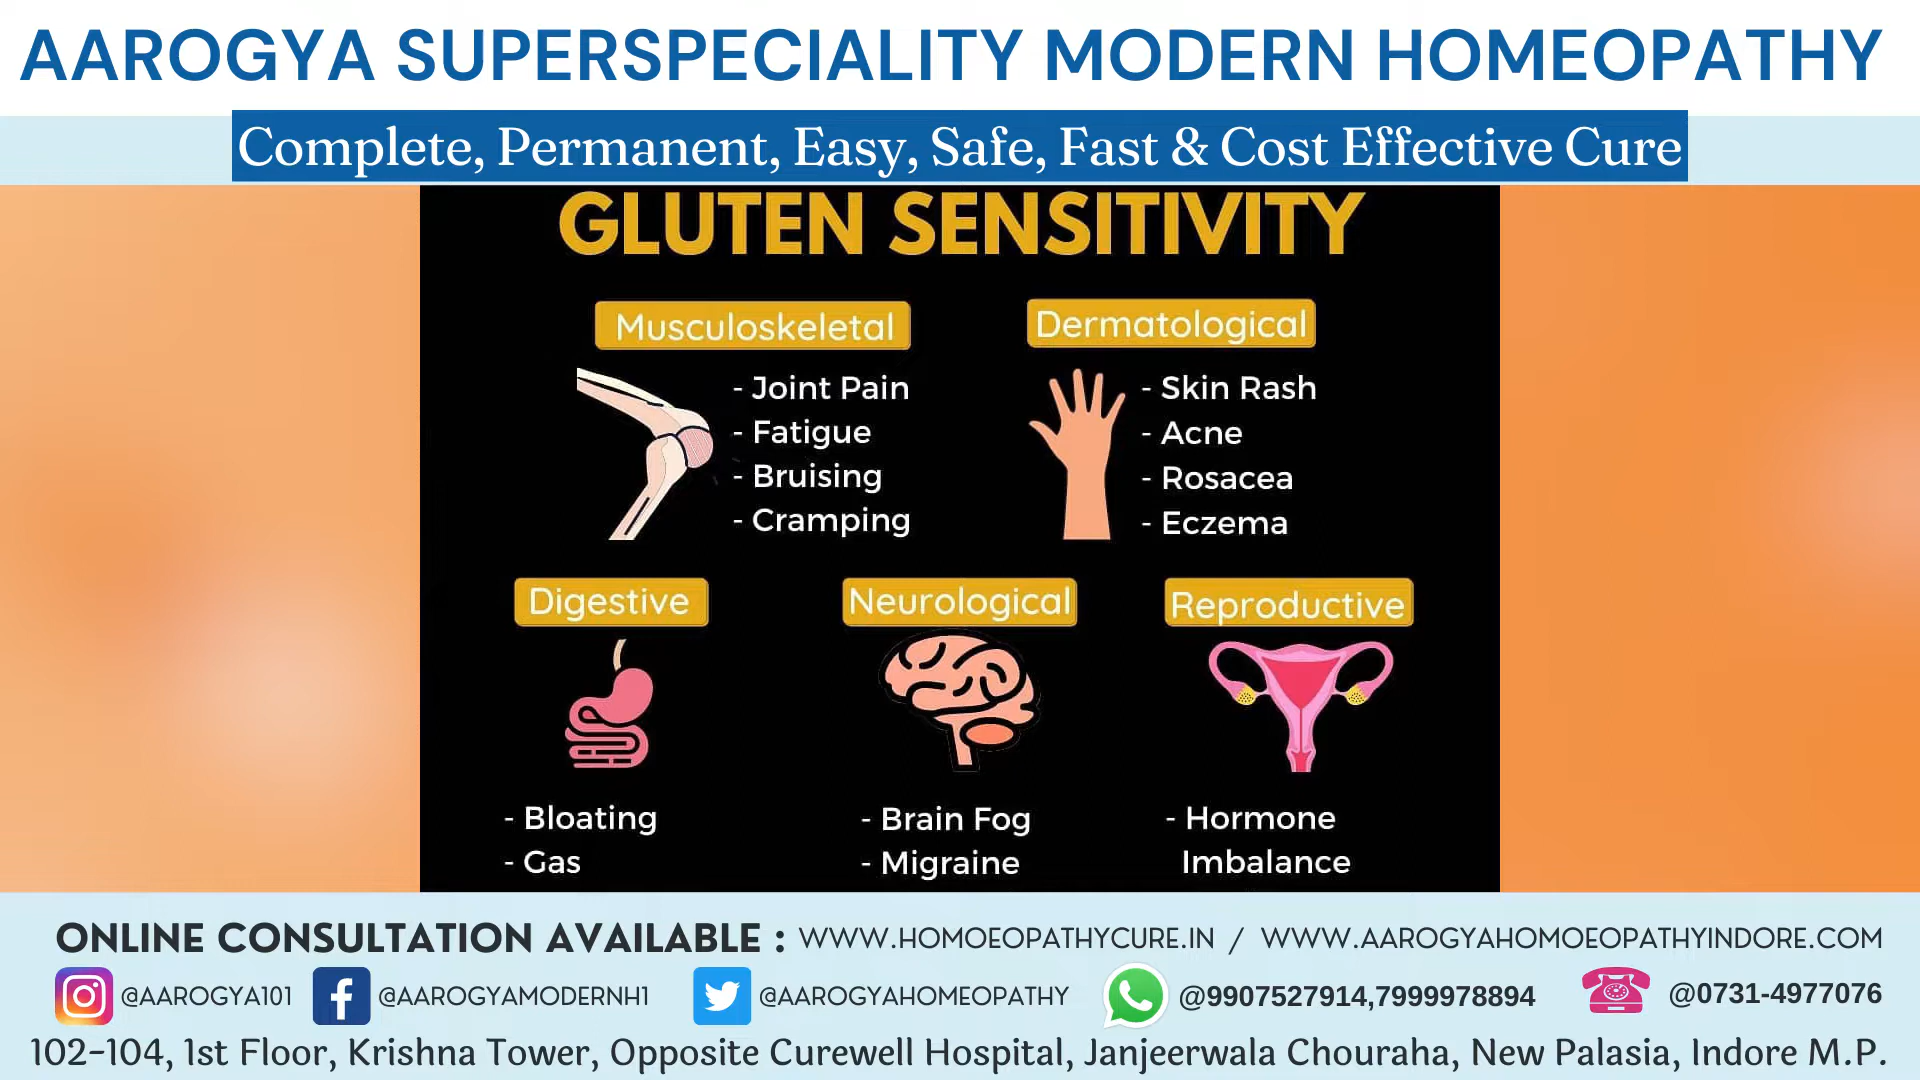 AAROGYA SUPERSPECIALITY MODERN HOMEOPATHY
Complete, Permanent, Easy, Safe, Fast & Cost Effective Cure
GLUTEN SENSITIVITY
Musculoskeletal
- Joint Pain
- Fatigue
- Bruising
- Cramping
Dermatological
- Skin Rash
- Acne
- Rosacea
- Eczema
Digestive
- Bloating
- Gas
Neurological
- Brain Fog
- Migraine
Reproductive
- Hormone
Imbalance
ONLINE CONSULTATION AVAILABLE : WWW.HOMOEOPATHYCURE.IN / WWW.AAROGYAHOMOEOPATHYINDORE.COM
@AAROGYA101 @AAROGYAMODERNH1 @AAROGYAHOMEOPATHY @9907527914,7999978894 @0731-4977076
102-104, 1st Floor, Krishna Tower, Opposite Curewell Hospital, Janjeerwala Chouraha, New Palasia, Indore M.P.